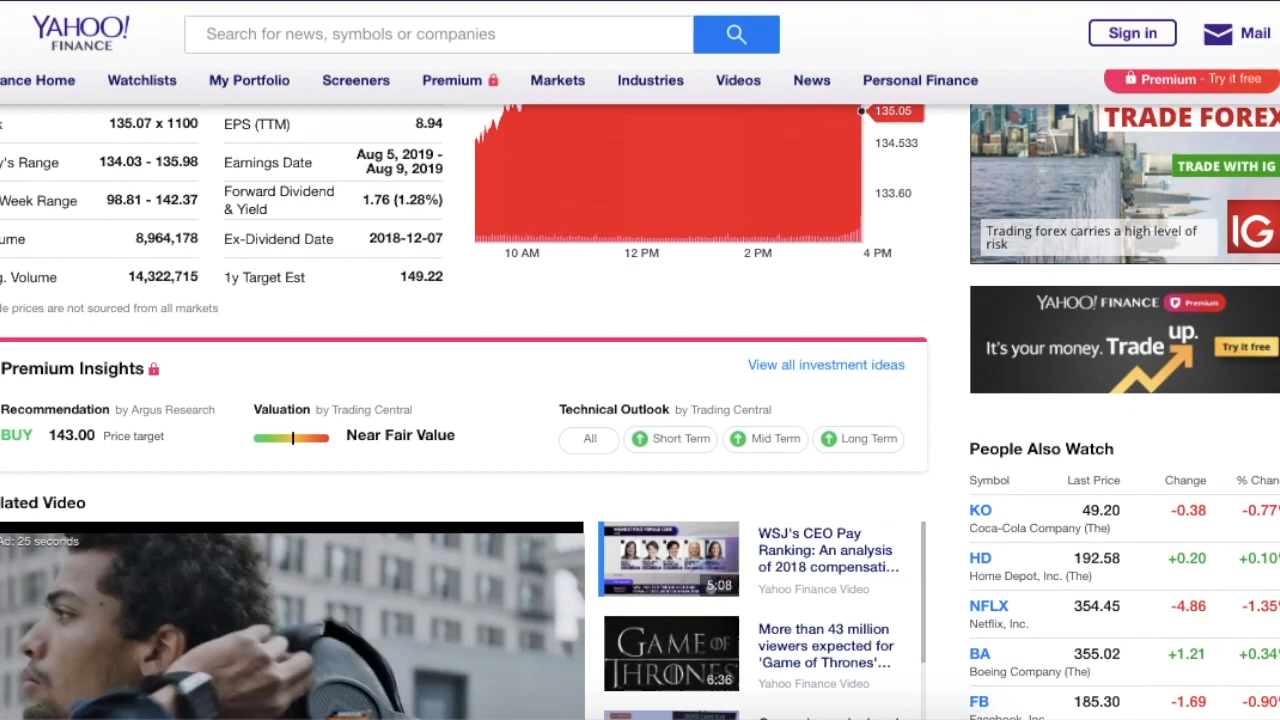 YAHOO!
FINANCE
Search for news, symbols or companies
Sign in
Mail
ance Home
Watchlists
My Portfolio
Screeners
Premium
Markets
Industries
Videos
News
Personal Finance
Premium - Try it free
135.07 x 1100
y's Range 134.03 - 135.98
Week Range 98.81 - 142.37
ume 8,964,178
g. Volume 14,322,715
EPS (TTM) 8.94
Earnings Date Aug 5, 2019 -
Aug 9, 2019
Forward Dividend
& Yield 1.76 (1.28%)
Ex-Dividend Date 2018-12-07
1y Target Est 149.22
135.05
134.533
133.60
10 AM 12 PM 2 PM 4 PM
de prices are not sourced from all markets
TRADE FOREX
TRADE WITH IG
Trading forex carries a high level of
risk
IG
YAHOO! FINANCE Premium
It's your money. Trade up.
Try it free
Premium Insights
View all investment ideas
Recommendation by Argus Research
BUY 143.00 Price target
Valuation by Trading Central
Near Fair Value
Technical Outlook by Trading Central
All Short Term Mid Term Long Term
lated Video
Ad: 25 seconds
5:08
WSJ's CEO Pay
Ranking: An analysis
of 2018 compensati...
Yahoo Finance Video
GAME OF
THRONES
6:36
More than 43 million
viewers expected for
'Game of Thrones'...
Yahoo Finance Video
People Also Watch
Symbol Last Price Change % Chan
KO 49.20 -0.38 -0.77
Coca-Cola Company (The)
HD 192.58 +0.20 +0.10
Home Depot, Inc. (The)
NFLX 354.45 -4.86 -1.35
Netflix, Inc.
BA 355.02 +1.21 +0.34
Boeing Company (The)
FB 185.30 -1.69 -0.90
Facebook, Inc.